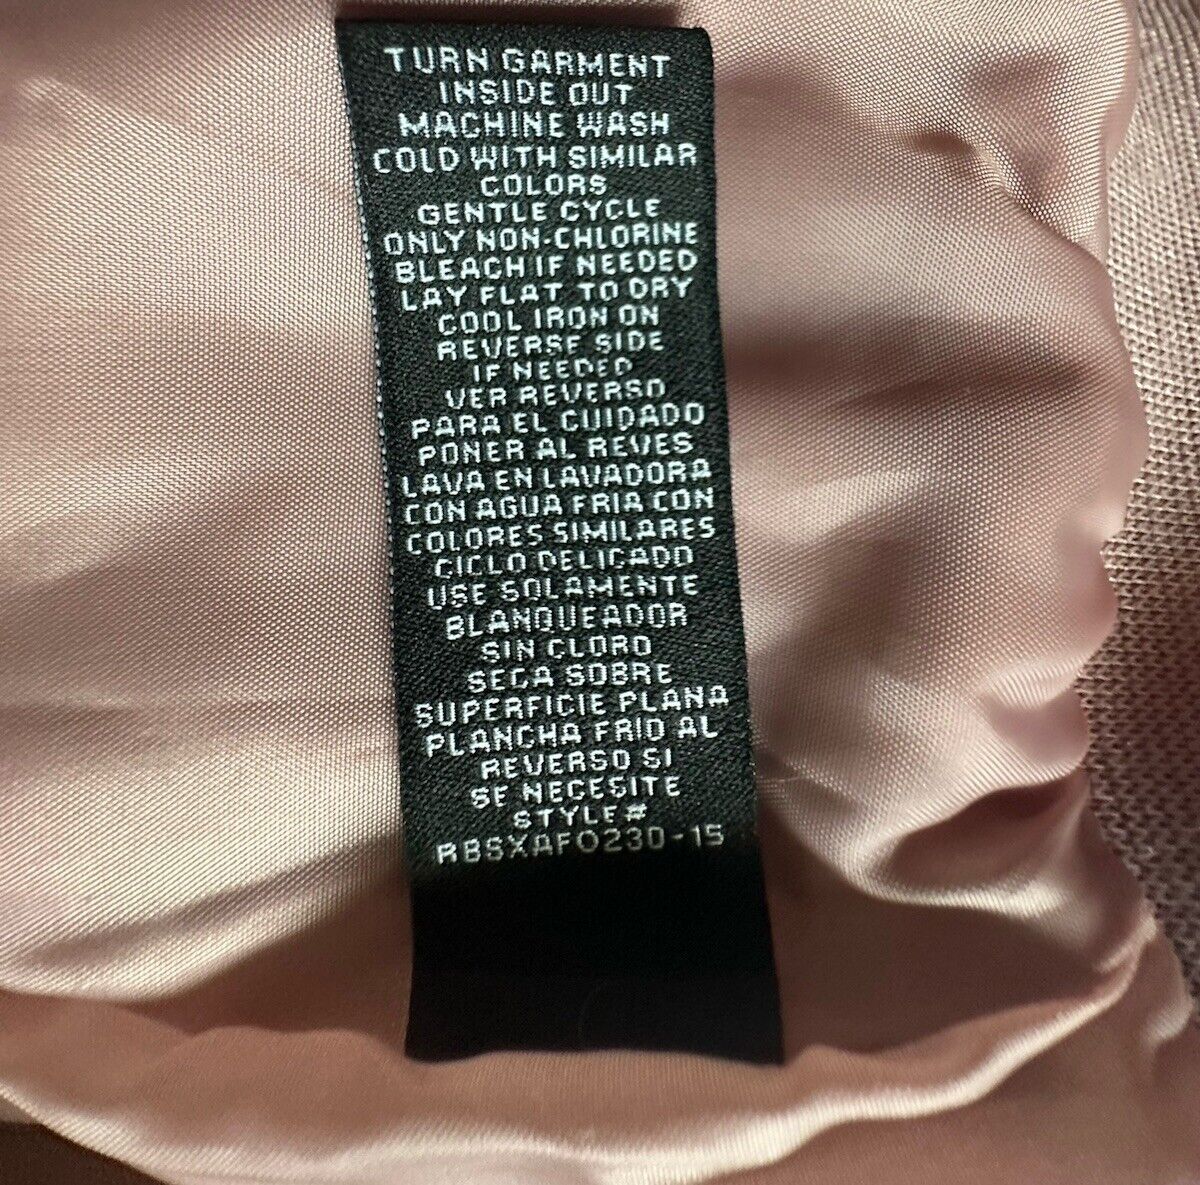 TURN GARMENT
INSIDE OUT
MACHINE WASH
COLD WITH SIMILAR
COLORS
GENTLE CYCLE
ONLY NON-CHLORINE
BLEACH IF NEEDED
LAY FLAT TO DRY
COOL IRON ON
REVERSE SIDE
IF NEEDED
VER REVERSO
PARA EL CUIDADO
PONER AL REVES
LAVA EN LAVADORA
CON AGUA FRIA CON
COLORES SIMILARES
CICLO DELICADO
USE SOLAMENTE
BLANQUEADOR
SIN CLORO
SECA SOBRE
SUPERFICIE PLANA
PLANCHA FRIO AL
REVERSO SI
SE NECESITE
STYLE#
RBSXAFO230-1S